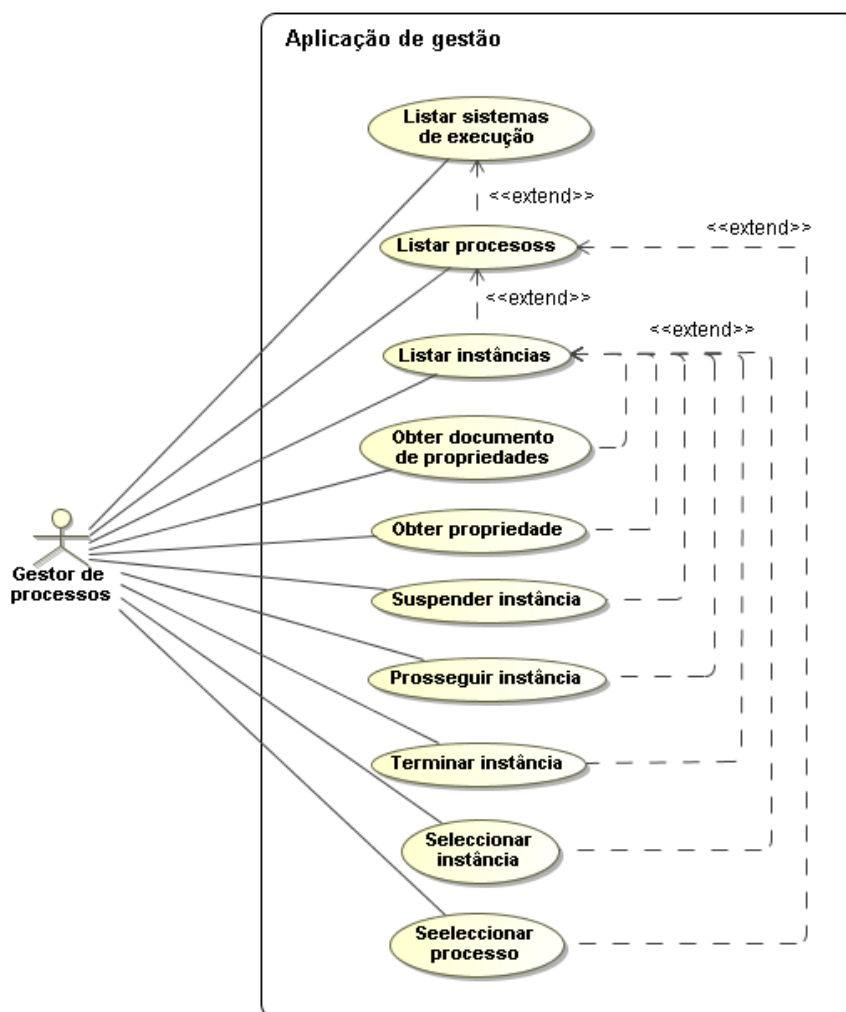 Aplicação de gestão
Listar sistemas
de execução
<<extend>>
<<extend>>
Listar procesoss
<<extend>>
<<extend>>
Listar instâncias
Obter documento
de propriedades
Obter propriedade
Gestor de
processos
Suspender instância
Prosseguir instância
Terminar instância
Seleccionar
instância
Seeleccionar
processo